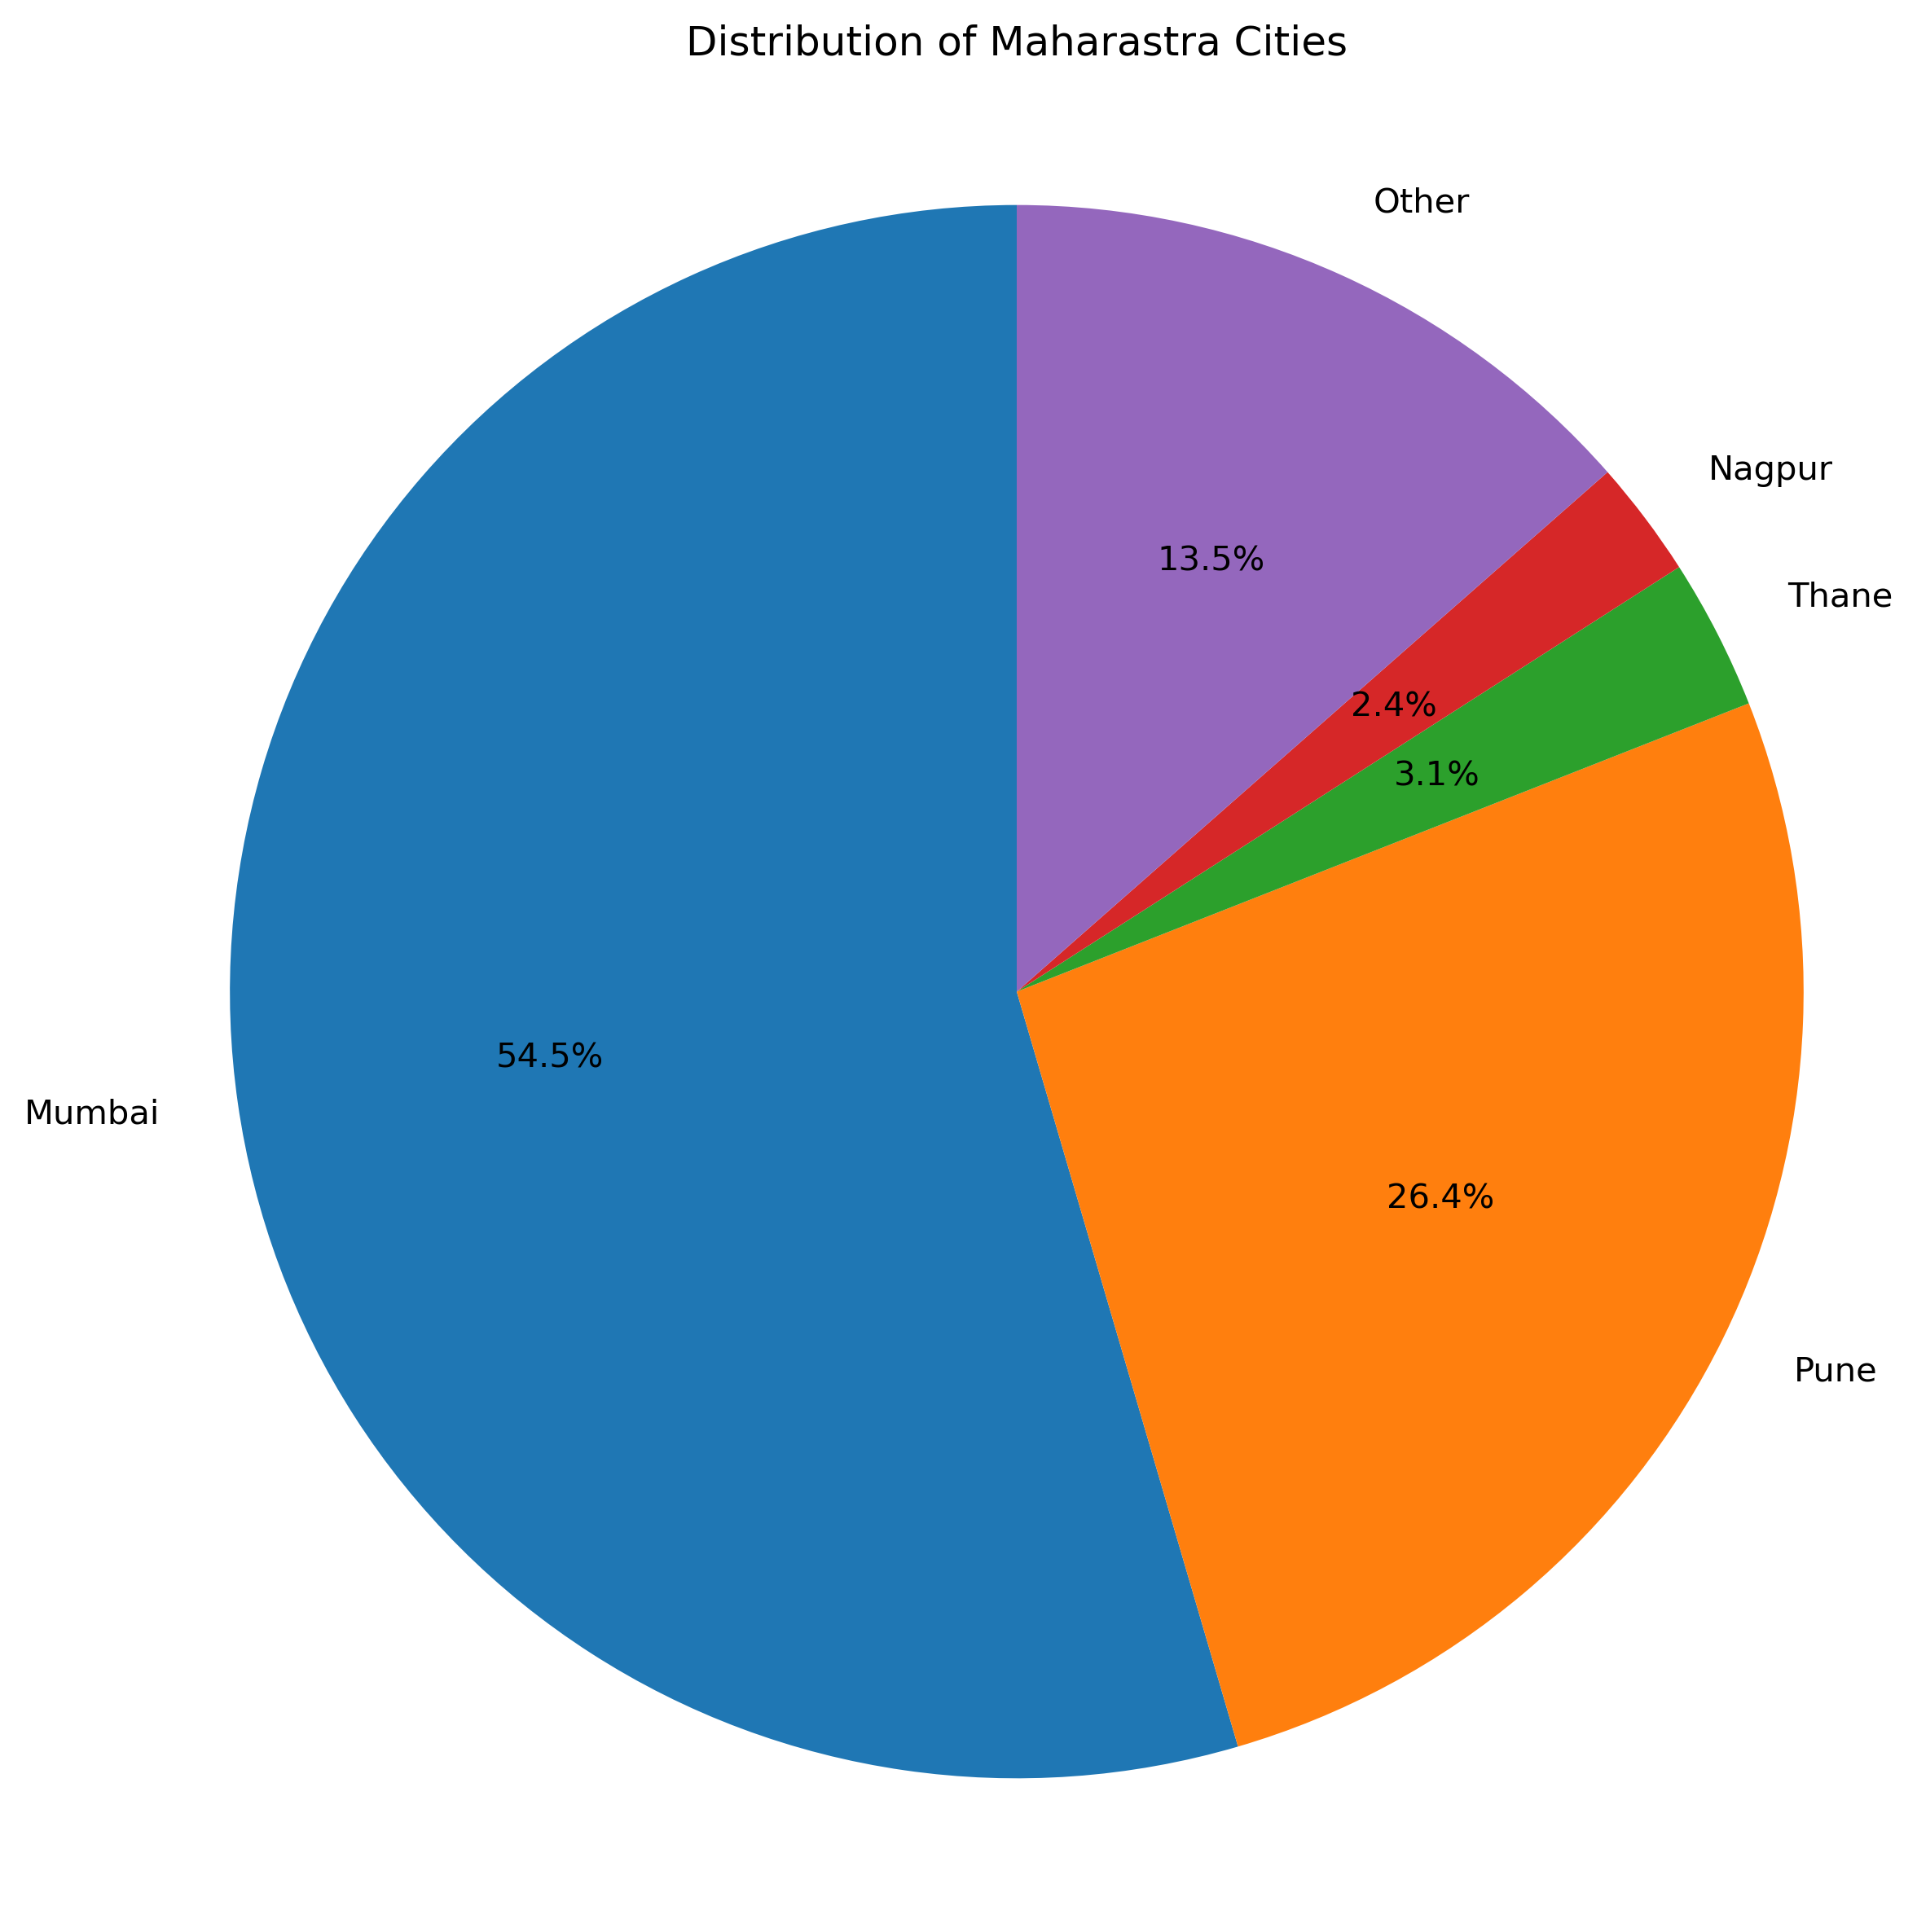 Distribution of Maharastra Cities
Other
Nagpur
13.5%
Thane
2.4%
3.1%
54.5%
Mumbai
26.4%
Pune